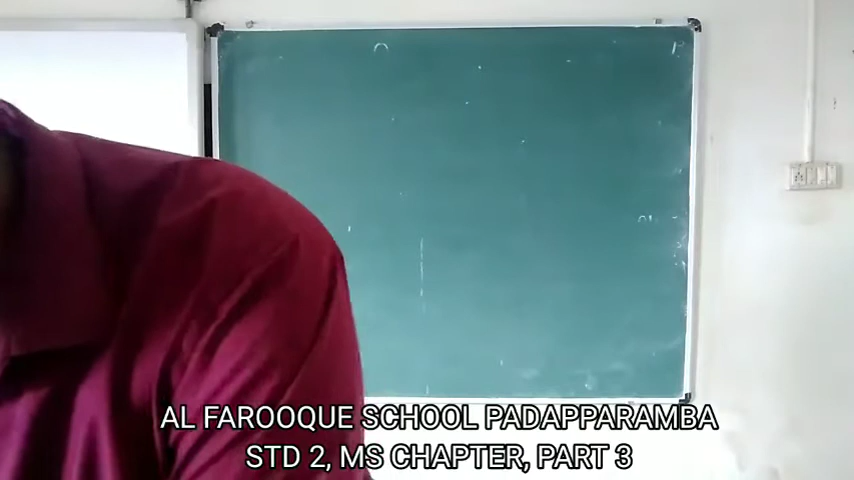 AL FAROOQUE SCHOOL PADAPPARAMBA
STD 2, MS CHAPTER, PART 3